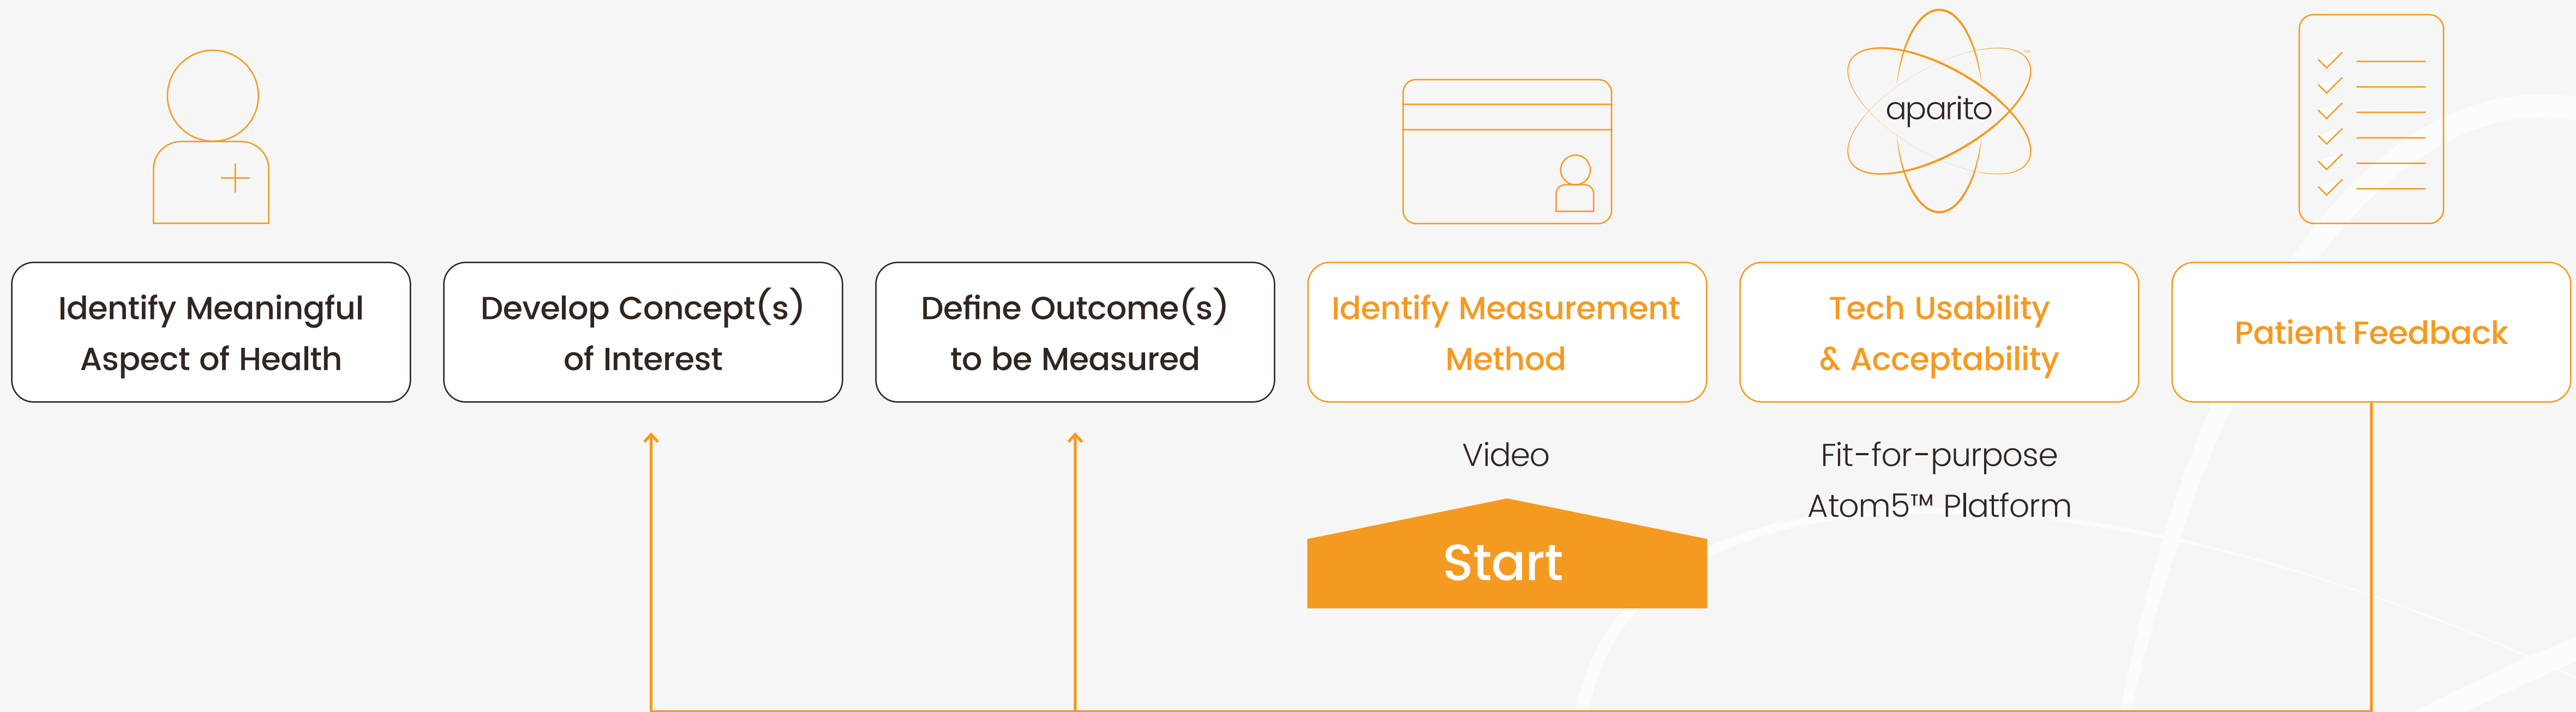 aparito
™
Identify Meaningful
Aspect of Health
Develop Concept(s)
of Interest
Define Outcome(s)
to be Measured
Identify Measurement
Method
Tech Usability
& Acceptability
Patient Feedback
Video
Fit-for-purpose
Atom5™ Platform
Start